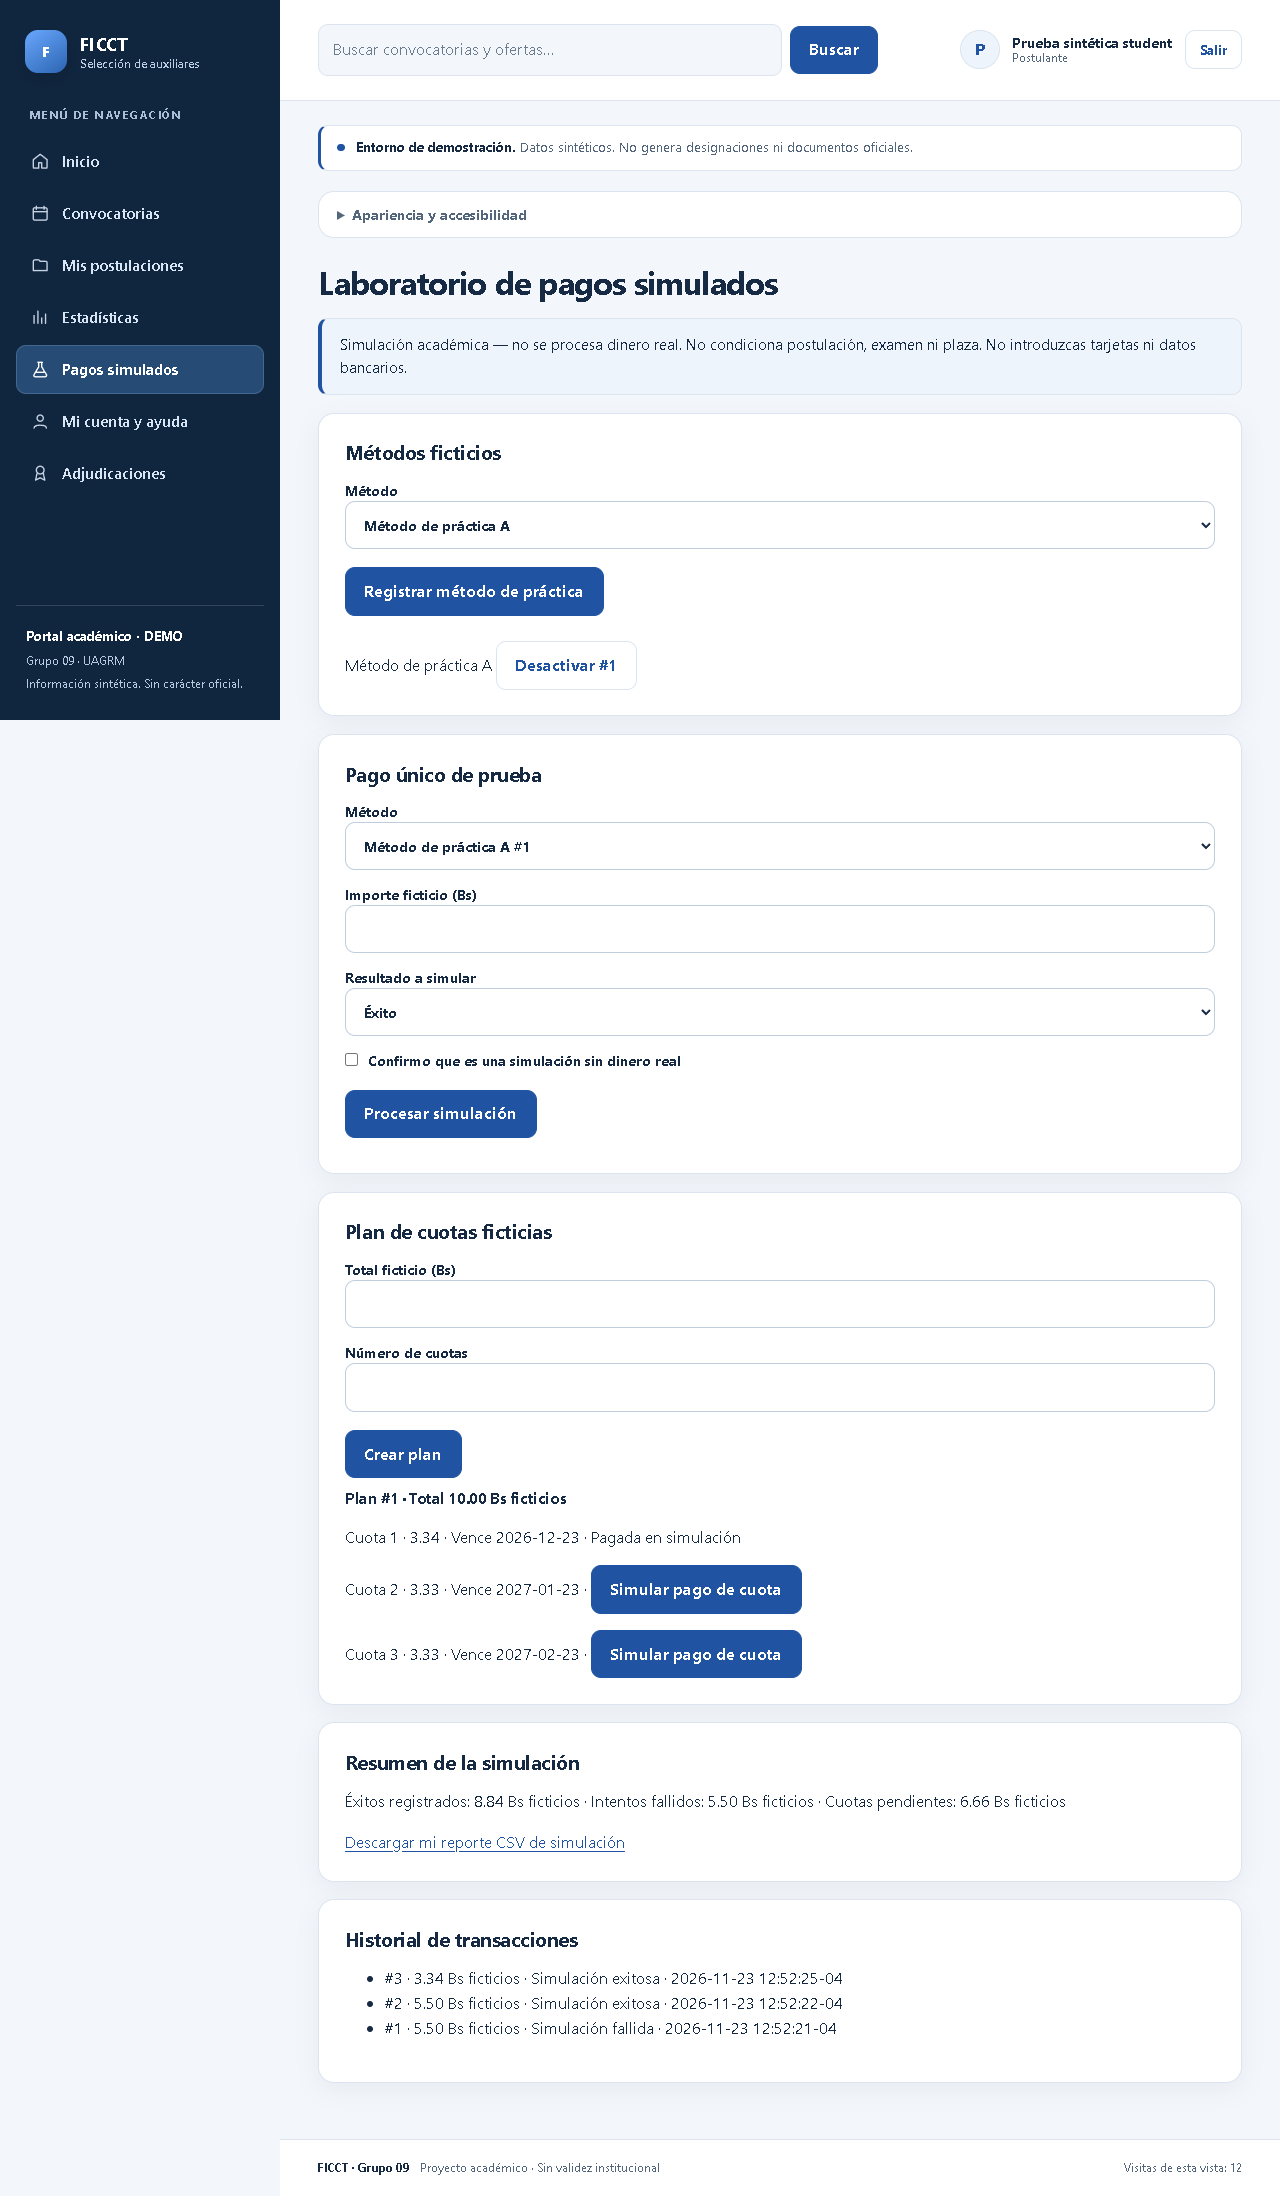 F
FICCT
Selección de auxiliares
MENÚ DE NAVEGACIÓN
Inicio
Convocatorias
Mis postulaciones
Estadísticas
Pagos simulados
Mi cuenta y ayuda
Adjudicaciones
Portal académico · DEMO
Grupo 09 · UAGRM
Información sintética. Sin carácter oficial.
Buscar convocatorias y ofertas...
Buscar
P
Prueba sintética student
Postulante
Salir
Entorno de demostración. Datos sintéticos. No genera designaciones ni documentos oficiales.
Apariencia y accesibilidad
Laboratorio de pagos simulados
Simulación académica — no se procesa dinero real. No condiciona postulación, examen ni plaza. No introduzcas tarjetas ni datos
bancarios.
Métodos ficticios
Método
Método de práctica A
Registrar método de práctica
Método de práctica A Desactivar #1
Pago único de prueba
Método
Método de práctica A #1
Importe ficticio (Bs)
Resultado a simular
Éxito
Confirmo que es una simulación sin dinero real
Procesar simulación
Plan de cuotas ficticias
Total ficticio (Bs)
Número de cuotas
Crear plan
Plan #1 · Total 10.00 Bs ficticios
Cuota 1 · 3.34 · Vence 2026-12-23 · Pagada en simulación
Cuota 2 · 3.33 · Vence 2027-01-23 · Simular pago de cuota
Cuota 3 · 3.33 · Vence 2027-02-23 · Simular pago de cuota
Resumen de la simulación
Éxitos registrados: 8.84 Bs ficticios · Intentos fallidos: 5.50 Bs ficticios · Cuotas pendientes: 6.66 Bs ficticios
Descargar mi reporte CSV de simulación
Historial de transacciones
#3 · 3.34 Bs ficticios · Simulación exitosa · 2026-11-23 12:52:25-04
#2 · 5.50 Bs ficticios · Simulación exitosa · 2026-11-23 12:52:22-04
#1 · 5.50 Bs ficticios · Simulación fallida · 2026-11-23 12:52:21-04
FICCT · Grupo 09 Proyecto académico · Sin validez institucional
Visitas de esta vista: 12